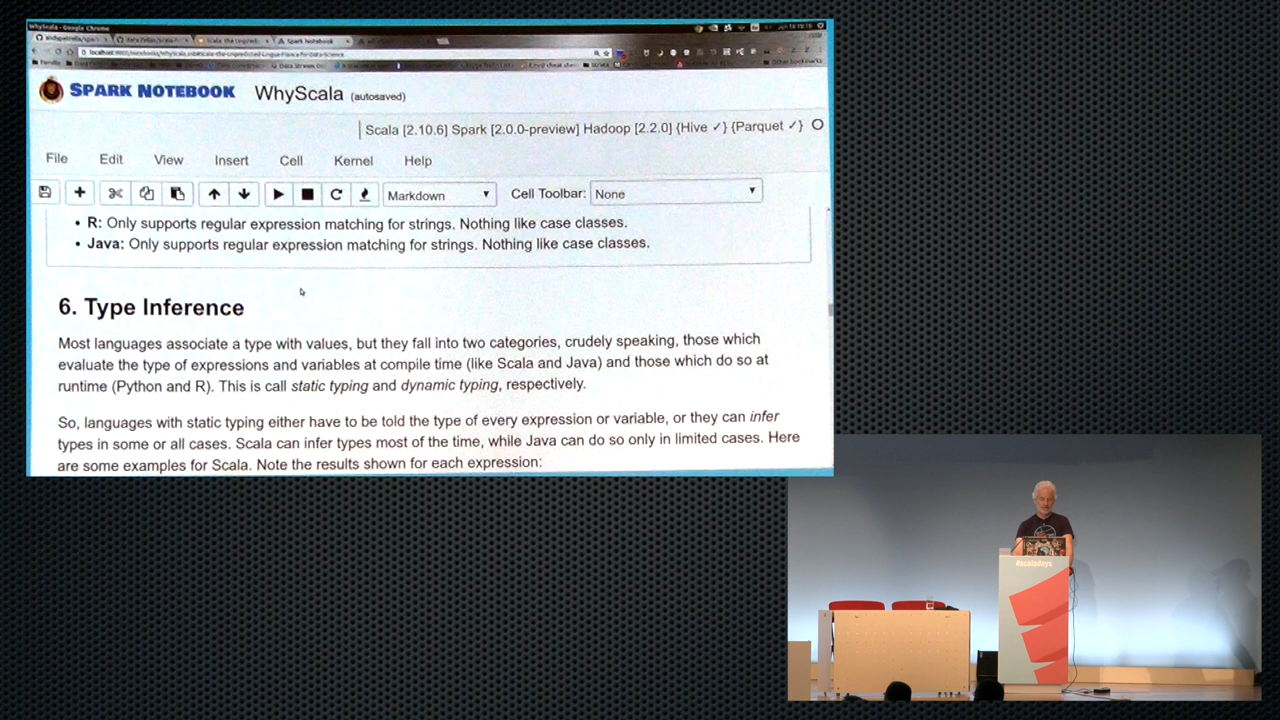 WhyScala - Google Chrome
Spark Notebook
SPARK NOTEBOOK WhyScala (autosaved)
Scala [2.10.6] Spark [2.0.0-preview] Hadoop [2.2.0] {Hive ✓} {Parquet ✓}
File Edit View Insert Cell Kernel Help
Markdown Cell Toolbar: None
• R: Only supports regular expression matching for strings. Nothing like case classes.
• Java: Only supports regular expression matching for strings. Nothing like case classes.
6. Type Inference
Most languages associate a type with values, but they fall into two categories, crudely speaking, those which
evaluate the type of expressions and variables at compile time (like Scala and Java) and those which do so at
runtime (Python and R). This is call static typing and dynamic typing, respectively.
So, languages with static typing either have to be told the type of every expression or variable, or they can infer
types in some or all cases. Scala can infer types most of the time, while Java can do so only in limited cases. Here
are some examples for Scala. Note the results shown for each expression:
#scaladays